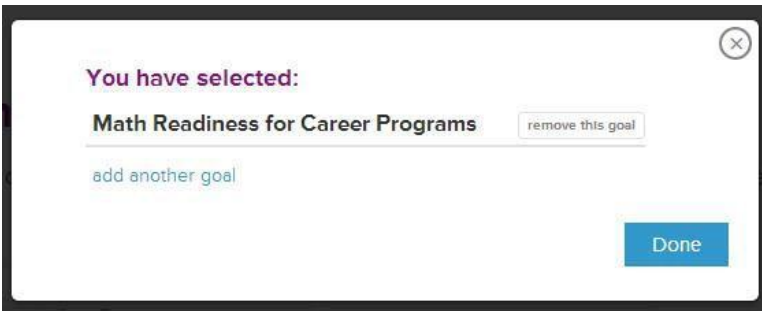 You have selected:
Math Readiness for Career Programs remove this goal
add another goal
Done